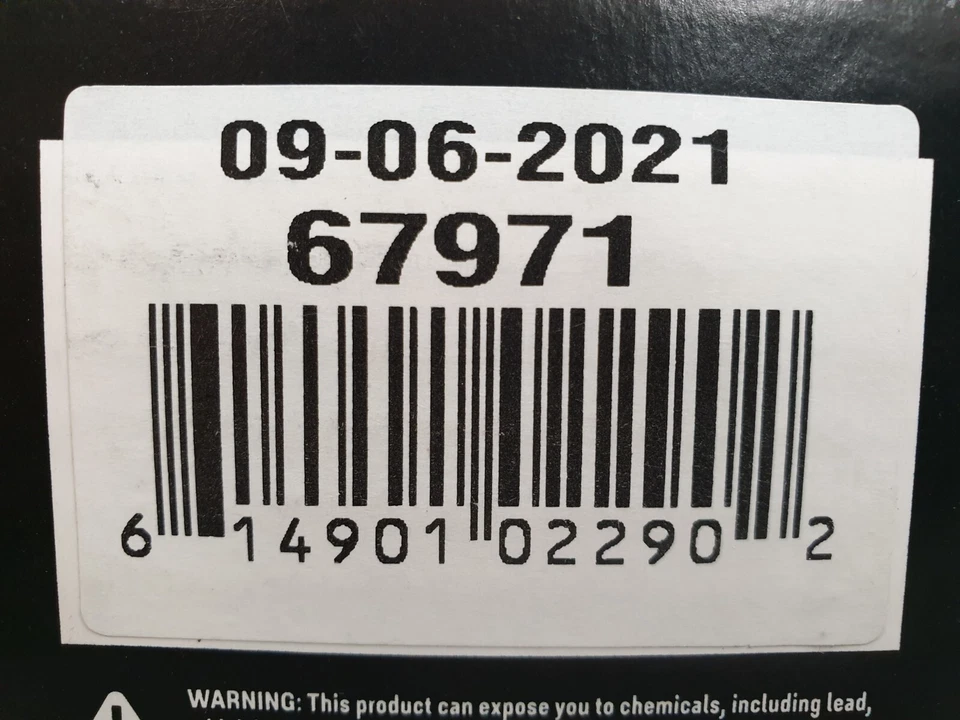 09-06-2021
67971
6 14901 02290 2
WARNING: This product can expose you to chemicals, including lead,